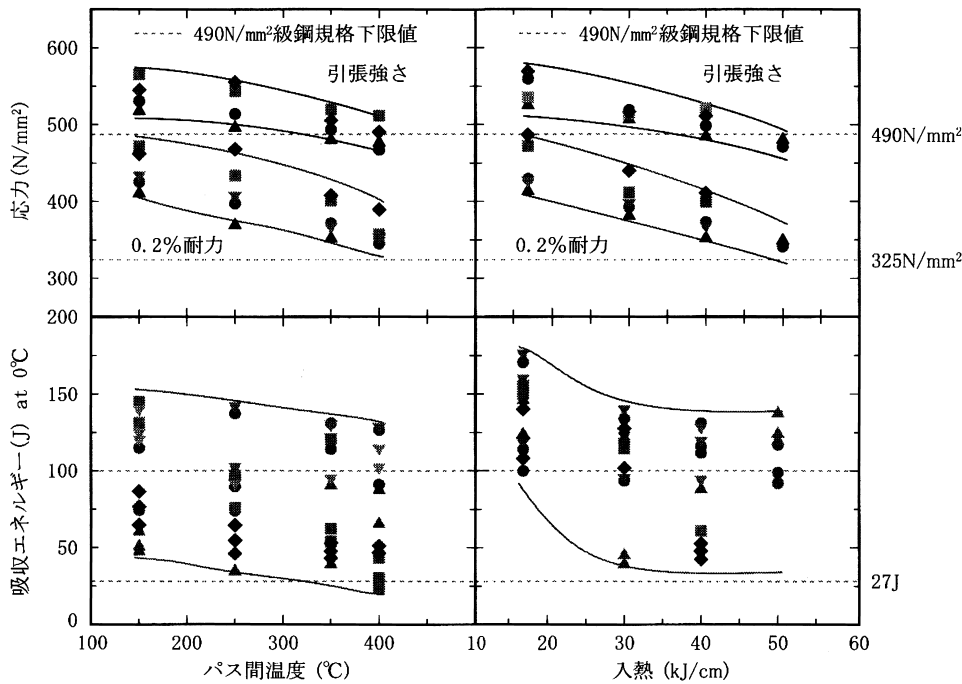 490N/mm²級鋼規格下限値
490N/mm²級鋼規格下限値
600
引張強さ
引張強さ
500
490N/mm²
応力(N/mm²)
400
0.2%耐力
0.2%耐力
300
325N/mm²
200
150
吸収エネルギー(J) at 0℃
100
50
27J
0
100
200
300
400
10
20
30
40
50
60
パス間温度 (℃)
入熱 (kJ/cm)